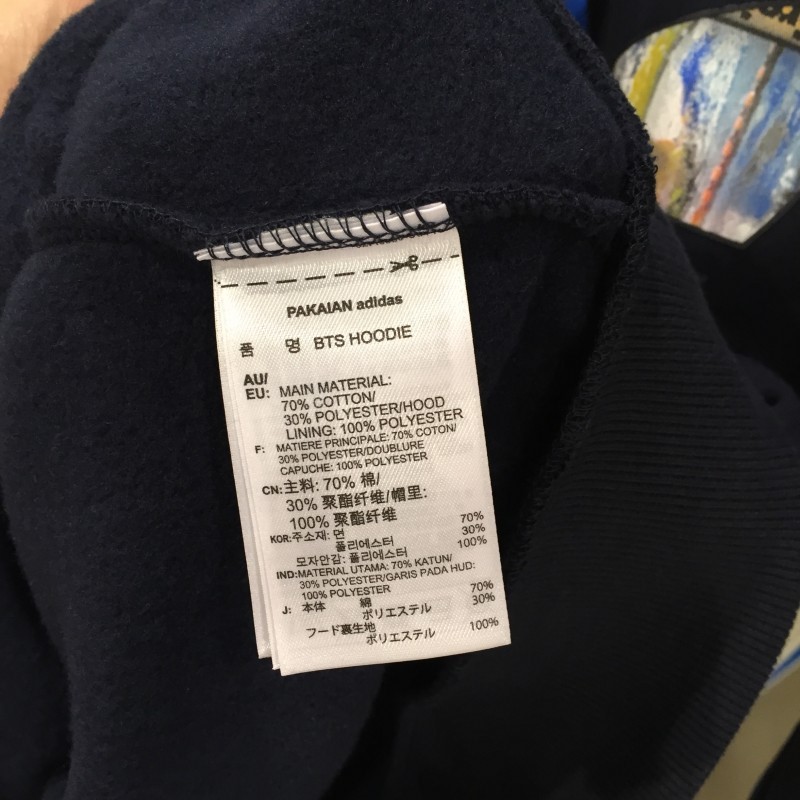 PAKAIAN adidas
품 명 BTS HOODIE
AU/
EU: MAIN MATERIAL:
70% COTTON/
30% POLYESTER/HOOD
LINING: 100% POLYESTER
F: MATIERE PRINCIPALE: 70% COTON/
30% POLYESTER/DOUBLURE
CAPUCHE: 100% POLYESTER
CN: 主料: 70% 棉/
30% 聚酯纤维/帽里:
100% 聚酯纤维
KOR: 주소재: 면 70%
폴리에스터 30%
모자안감: 폴리에스터 100%
IND: MATERIAL UTAMA: 70% KATUN/
30% POLYESTER/GARIS PADA HUD:
100% POLYESTER
J: 本体 綿 70%
ポリエステル 30%
フード裏生地
ポリエステル 100%